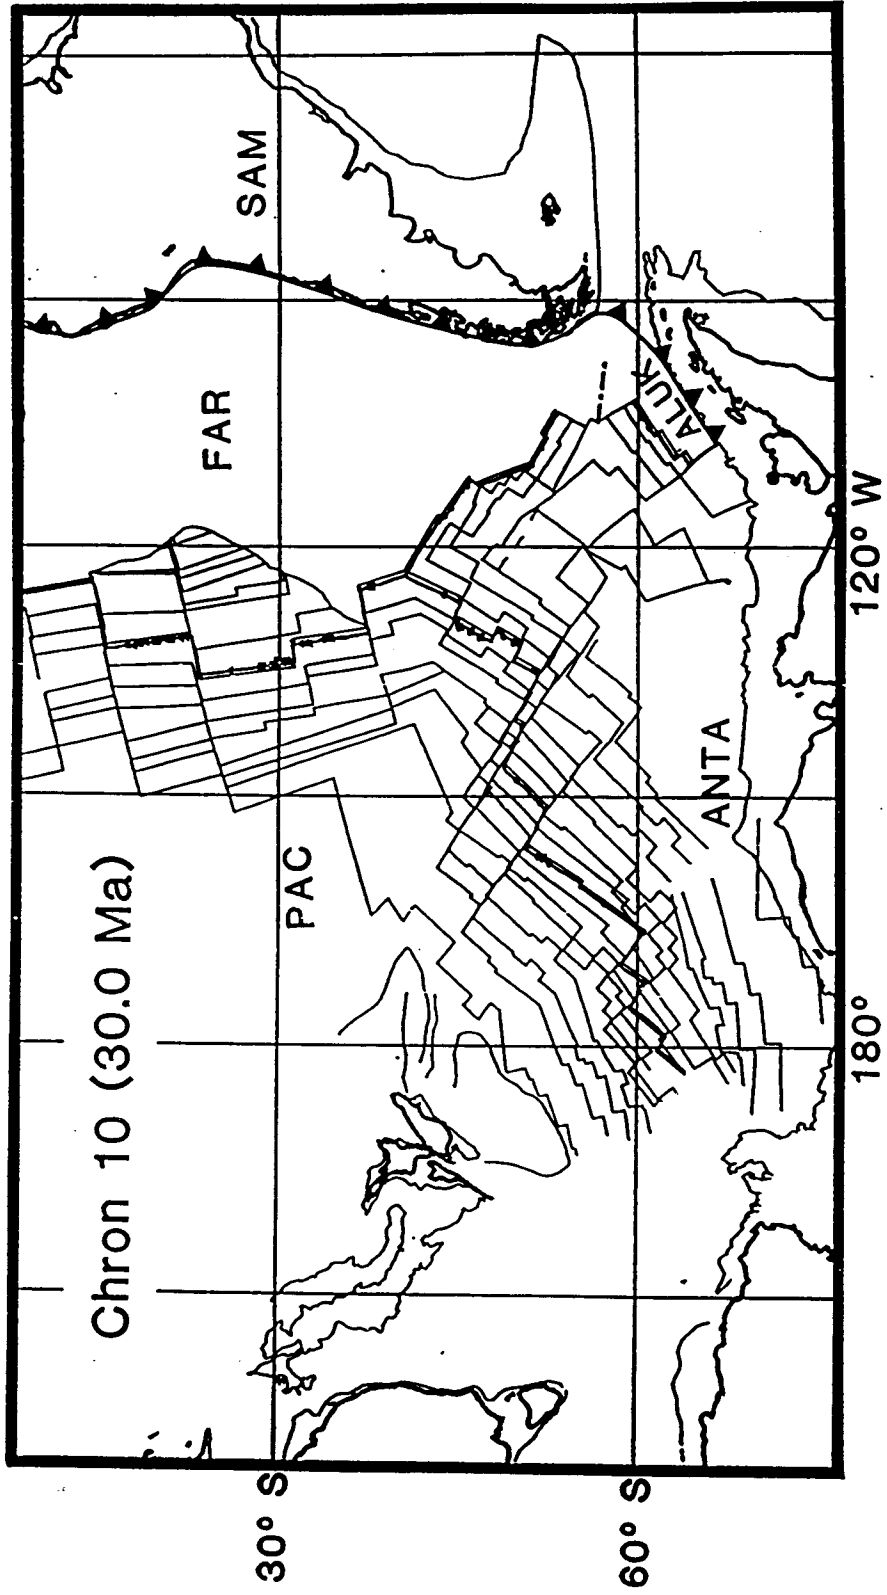 Chron 10 (30.0 Ma)
SAM
FAR
PAC
ALUK
ANTA
30° S
60° S
180°
120° W